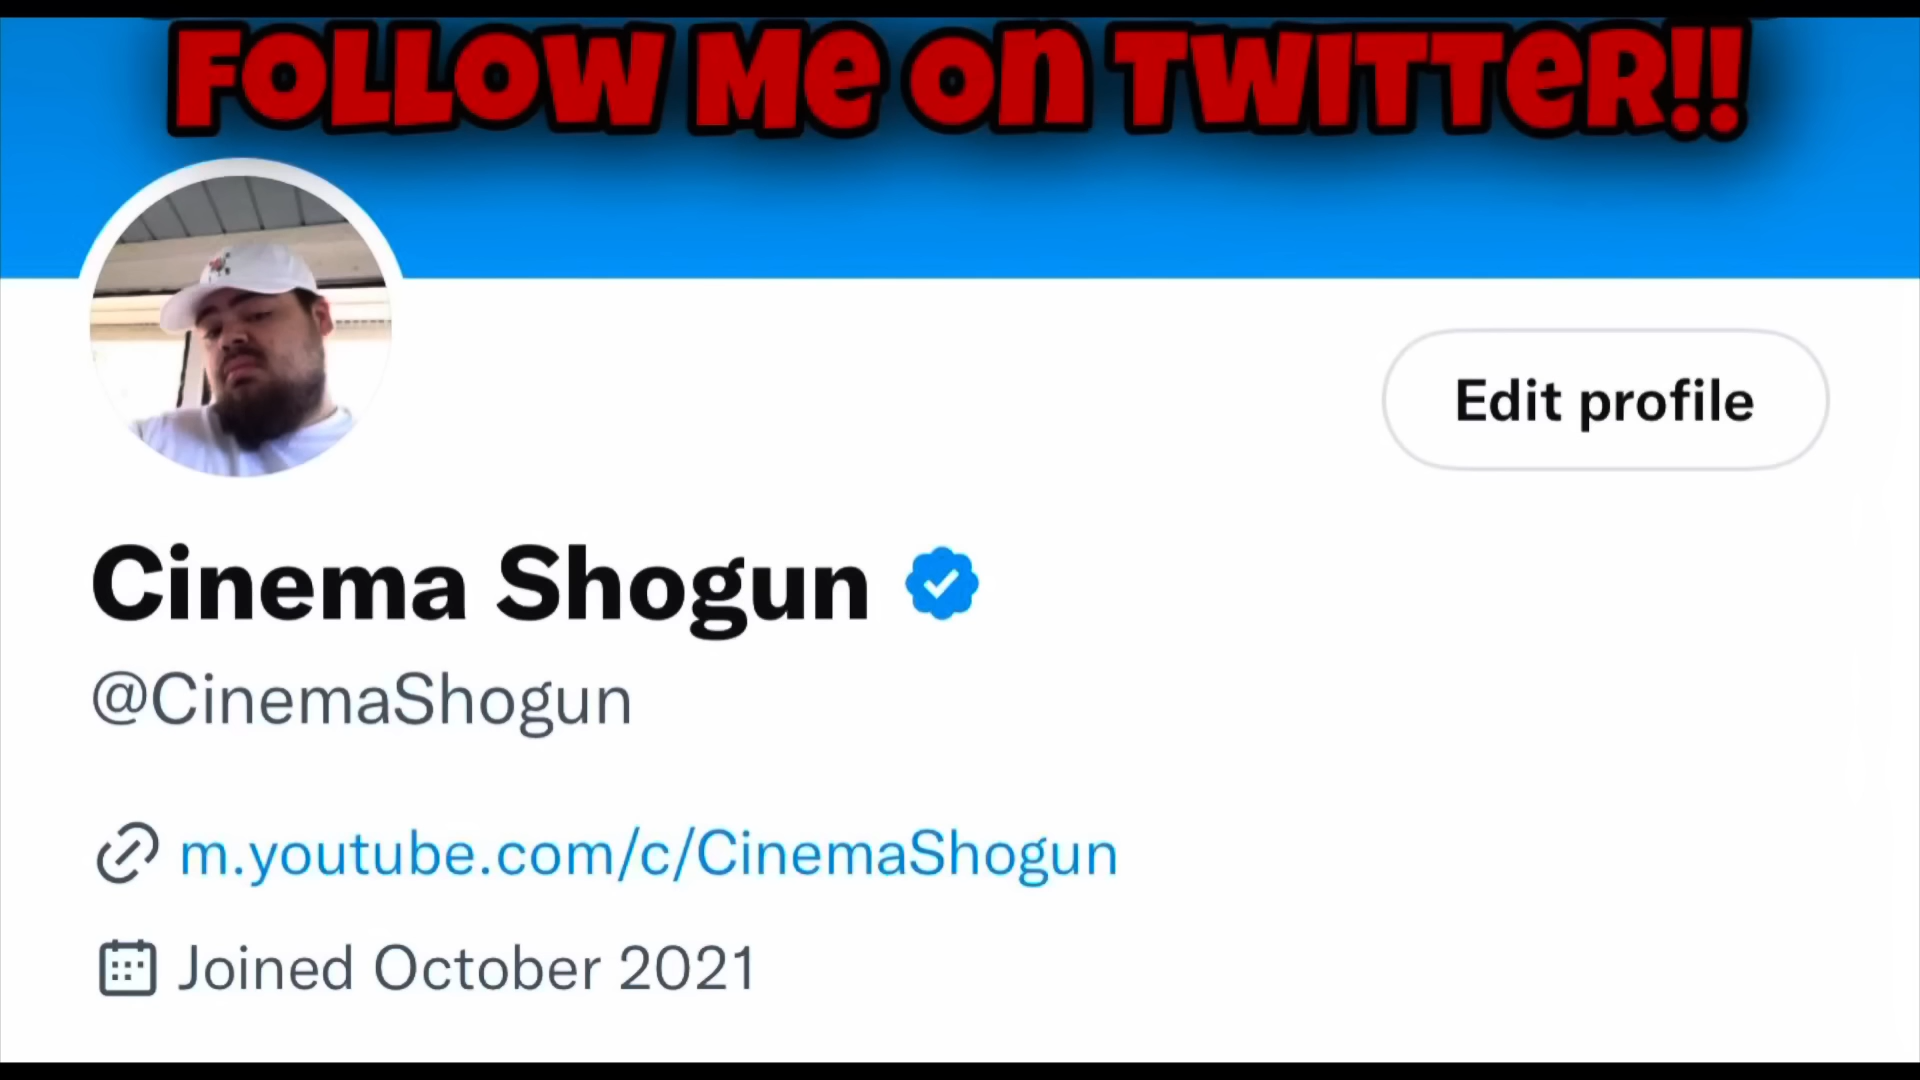 FOLLOW Me on TWITTeR!!
Edit profile
Cinema Shogun
@CinemaShogun
m.youtube.com/c/CinemaShogun
Joined October 2021